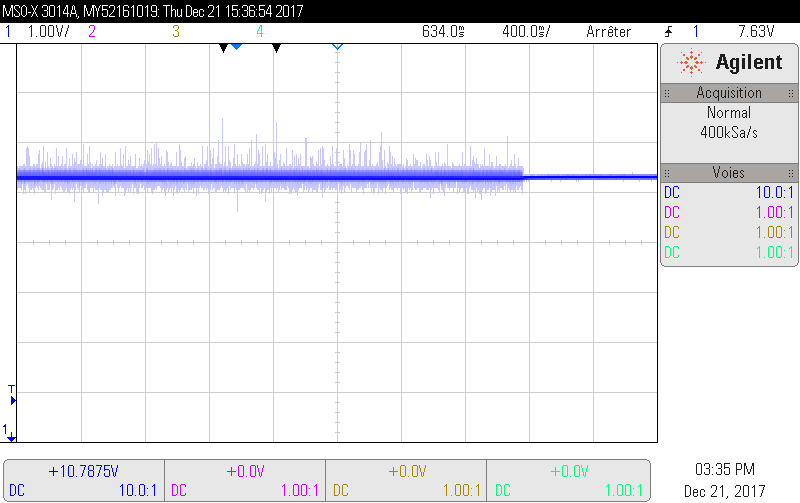 MSO-X 3014A, MY52161019: Thu Dec 21 15:36:54 2017
1 1.00V/ 2 3 4 634.0s 400.0s/ Arrêter 1 7.63V
Agilent
Acquisition
Normal
400kSa/s
Voies
DC 10.0:1
DC 1.00:1
DC 1.00:1
DC 1.00:1
T
1
+10.7875V +0.0V +0.0V +0.0V
DC 10.0:1 DC 1.00:1 DC 1.00:1 DC 1.00:1
03:35 PM
Dec 21, 2017